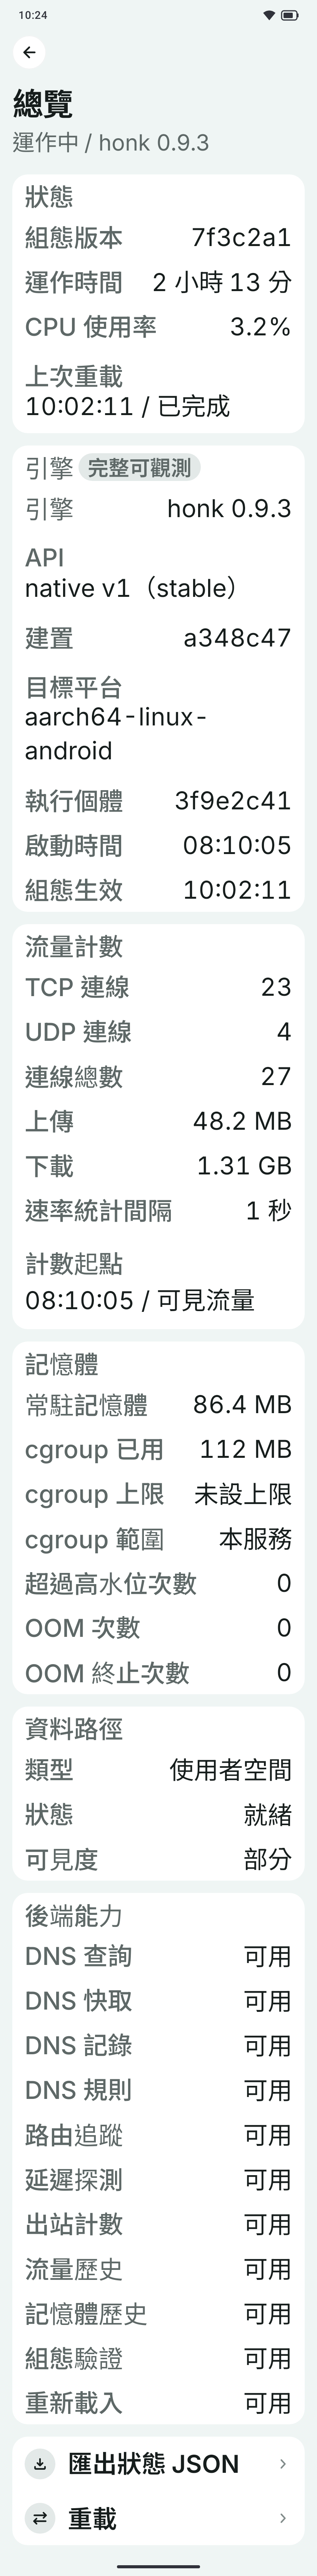 10:24
總覽
運作中 / honk 0.9.3
狀態
組態版本 7f3c2a1
運作時間 2 小時 13 分
CPU 使用率 3.2%
上次重載
10:02:11 / 已完成
引擎 完整可觀測
引擎 honk 0.9.3
API
native v1（stable）
建置 a348c47
目標平台
aarch64-linux-
android
執行個體 3f9e2c41
啟動時間 08:10:05
組態生效 10:02:11
流量計數
TCP 連線 23
UDP 連線 4
連線總數 27
上傳 48.2 MB
下載 1.31 GB
速率統計間隔 1 秒
計數起點
08:10:05 / 可見流量
記憶體
常駐記憶體 86.4 MB
cgroup 已用 112 MB
cgroup 上限 未設上限
cgroup 範圍 本服務
超過高水位次數 0
OOM 次數 0
OOM 終止次數 0
資料路徑
類型 使用者空間
狀態 就緒
可見度 部分
後端能力
DNS 查詢 可用
DNS 快取 可用
DNS 記錄 可用
DNS 規則 可用
路由追蹤 可用
延遲探測 可用
出站計數 可用
流量歷史 可用
記憶體歷史 可用
組態驗證 可用
重新載入 可用
匯出狀態 JSON
重載